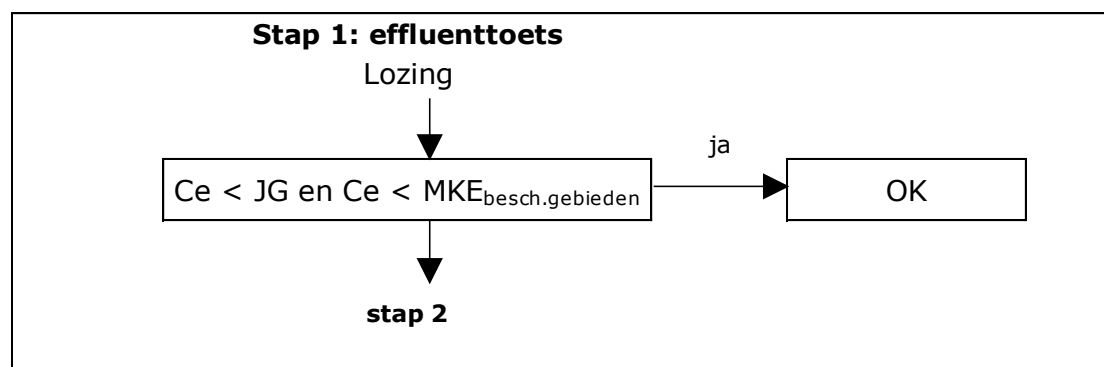 Stap 1: effluenttoets
Lozing
ja
Ce < JG en Ce < MKEbesch.gebieden
OK
stap 2